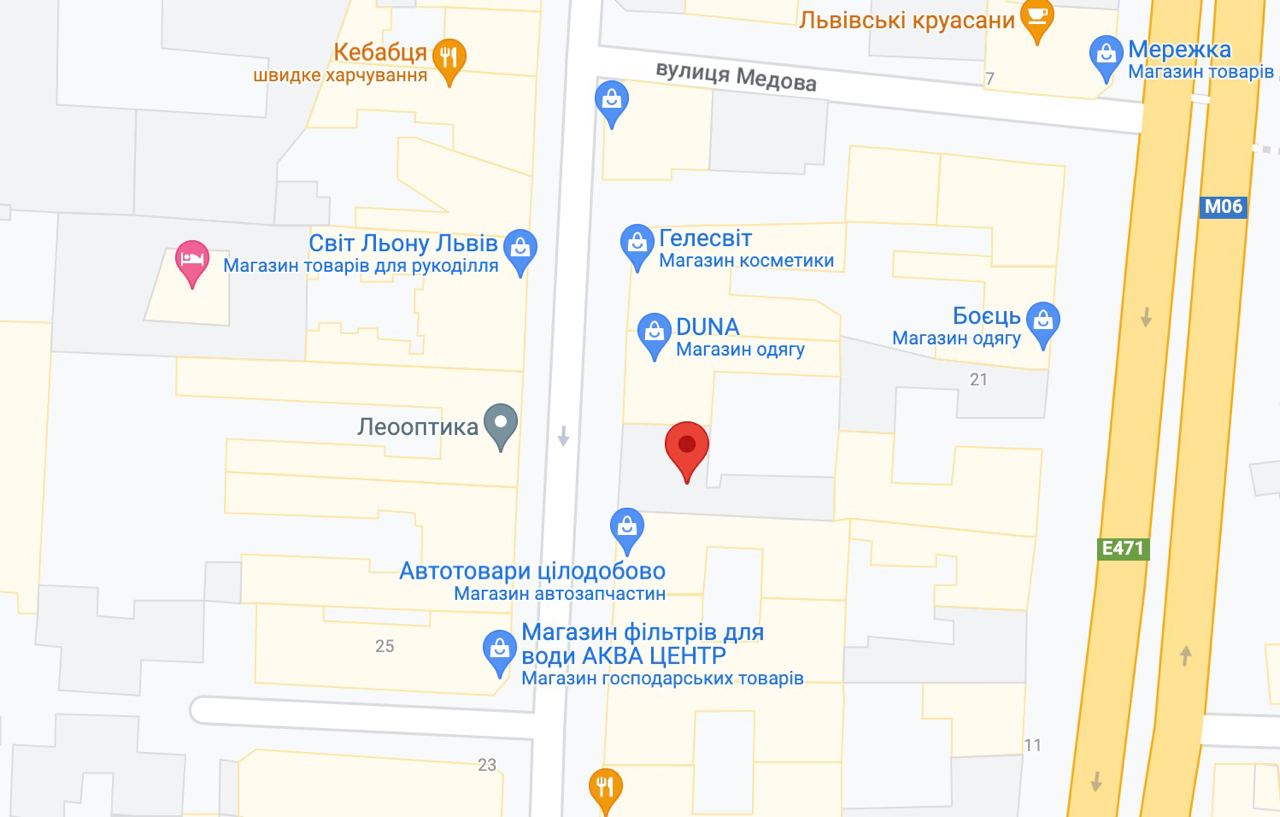 Львівські круасани
Кебабця
швидке харчування
Мережка
Магазин товарів
вулиця Медова
7
M06
Світ Льону Львів
Магазин товарів для рукоділля
Гелесвіт
Магазин косметики
DUNA
Магазин одягу
Боєць
Магазин одягу
21
Леооптика
E471
Автотовари цілодобово
Магазин автозапчастин
25
Магазин фільтрів для
води АКВА ЦЕНТР
Магазин господарських товарів
11
23